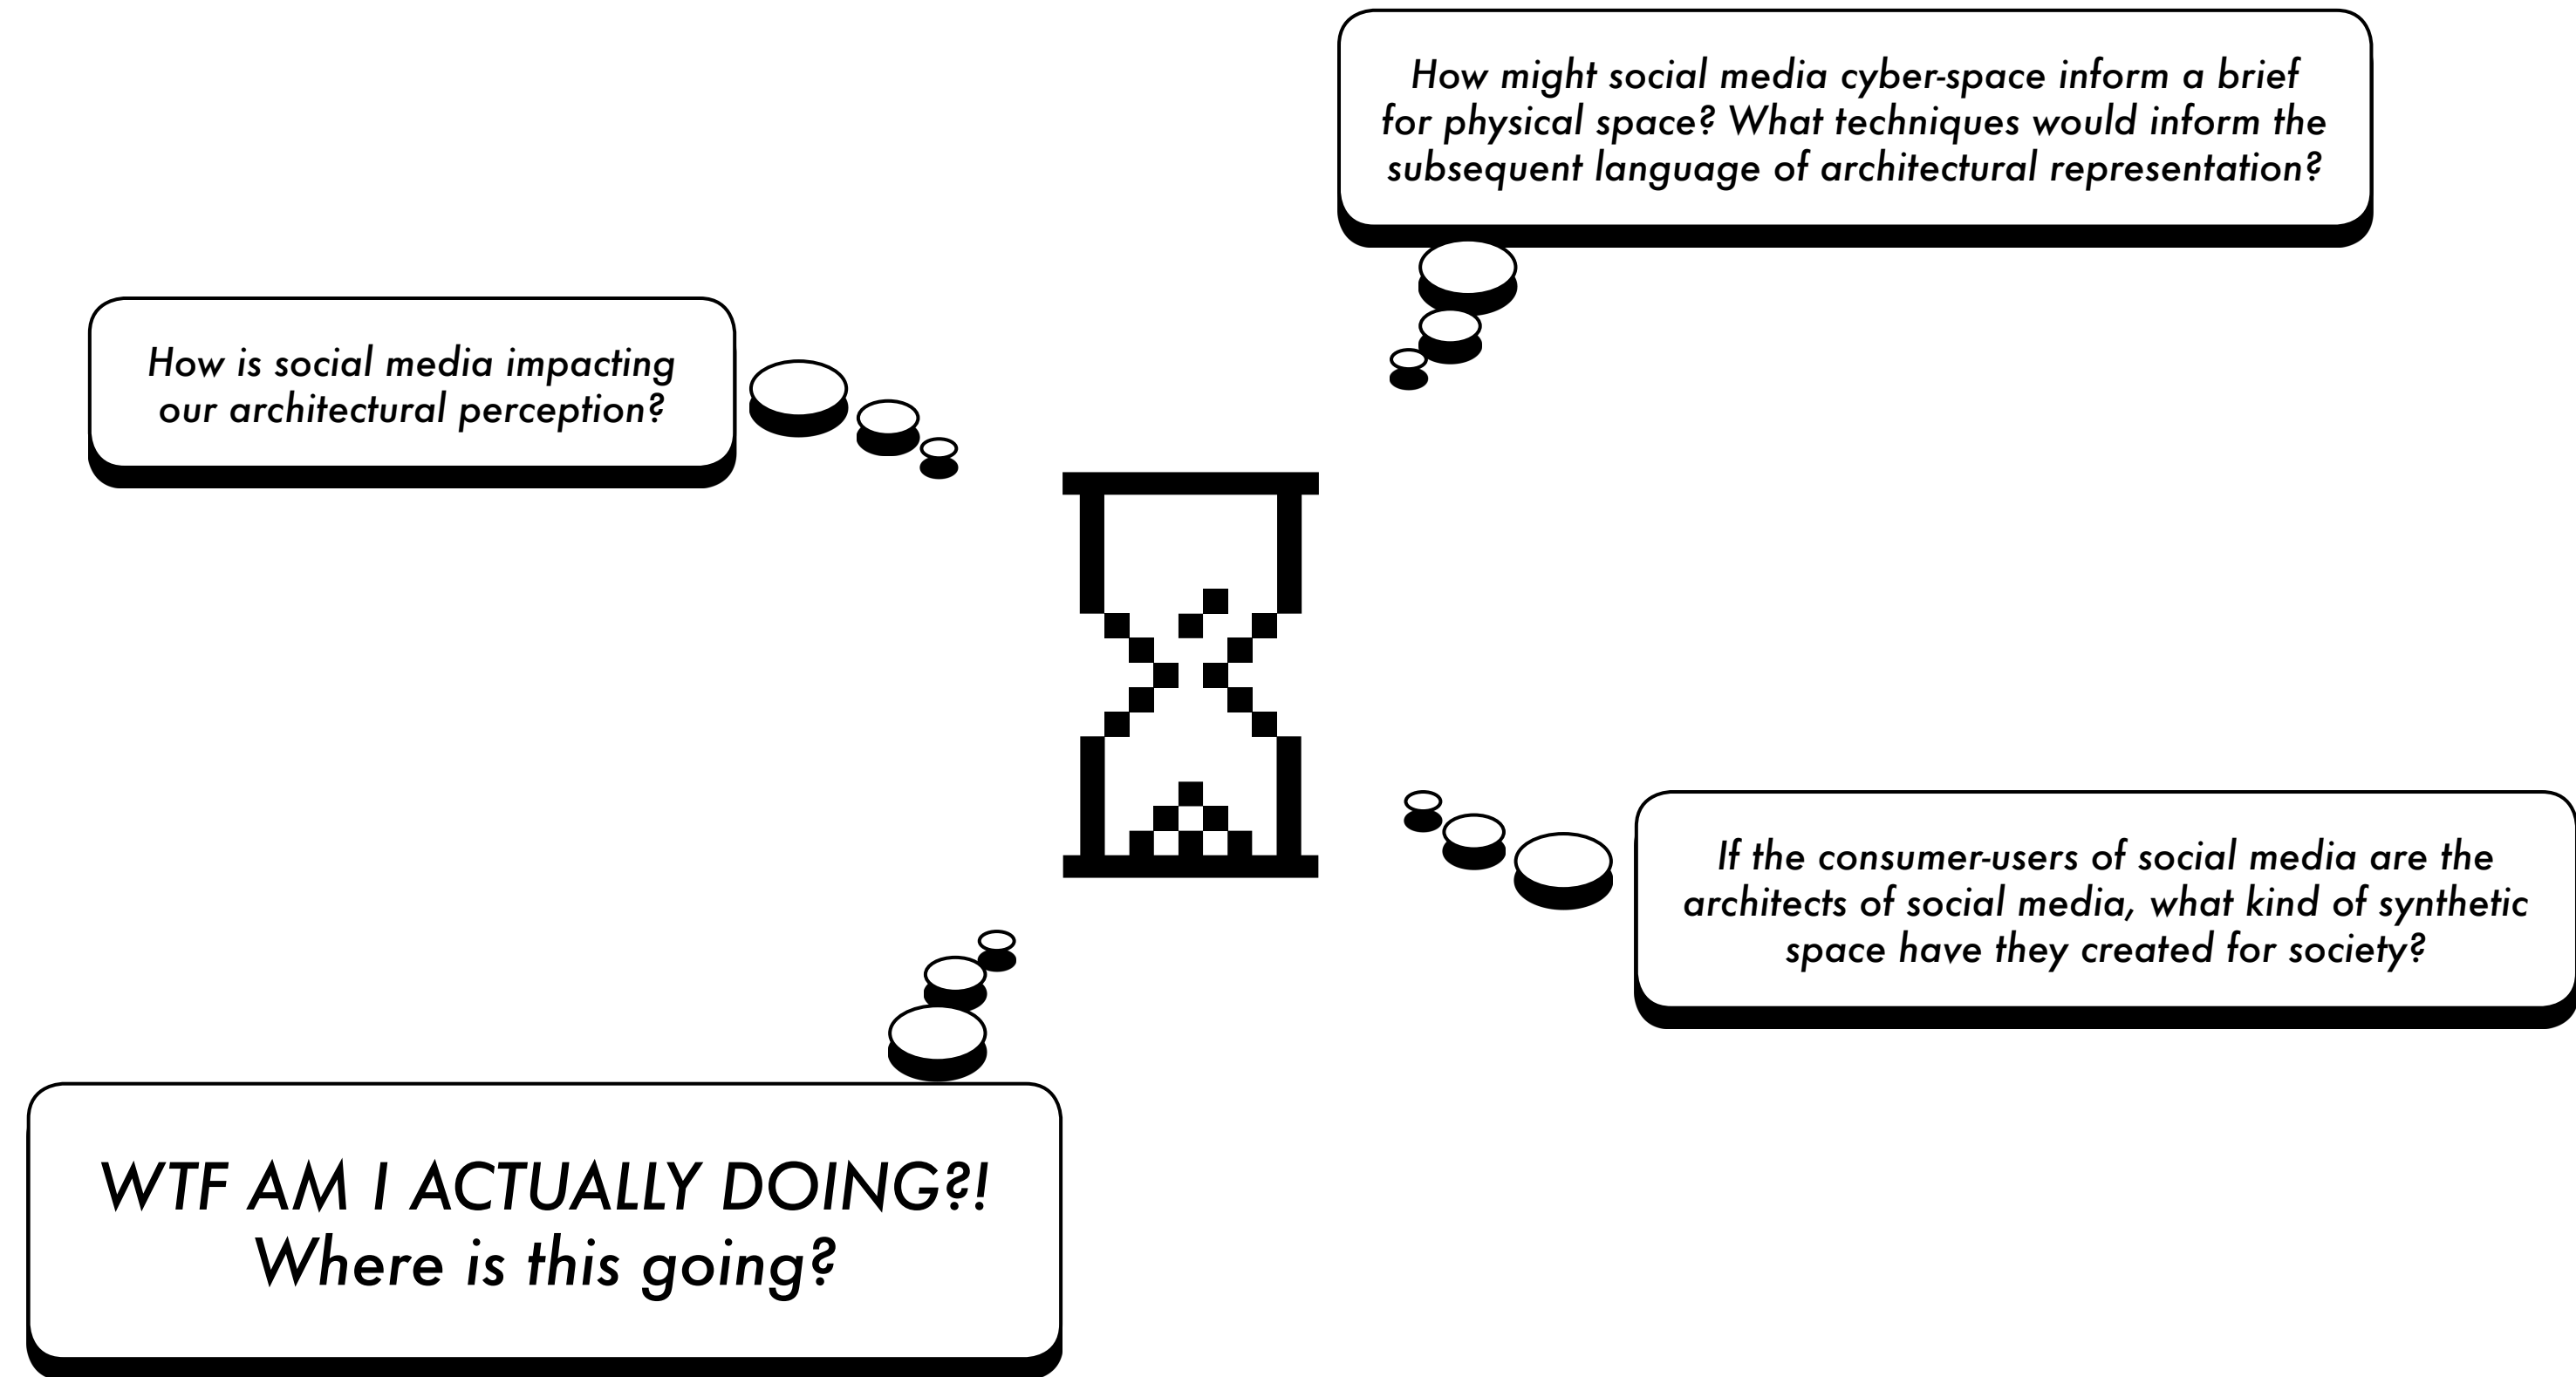 How might social media cyber-space inform a brief
for physical space? What techniques would inform the
subsequent language of architectural representation?
How is social media impacting
our architectural perception?
If the consumer-users of social media are the
architects of social media, what kind of synthetic
space have they created for society?
WTF AM I ACTUALLY DOING?!
Where is this going?